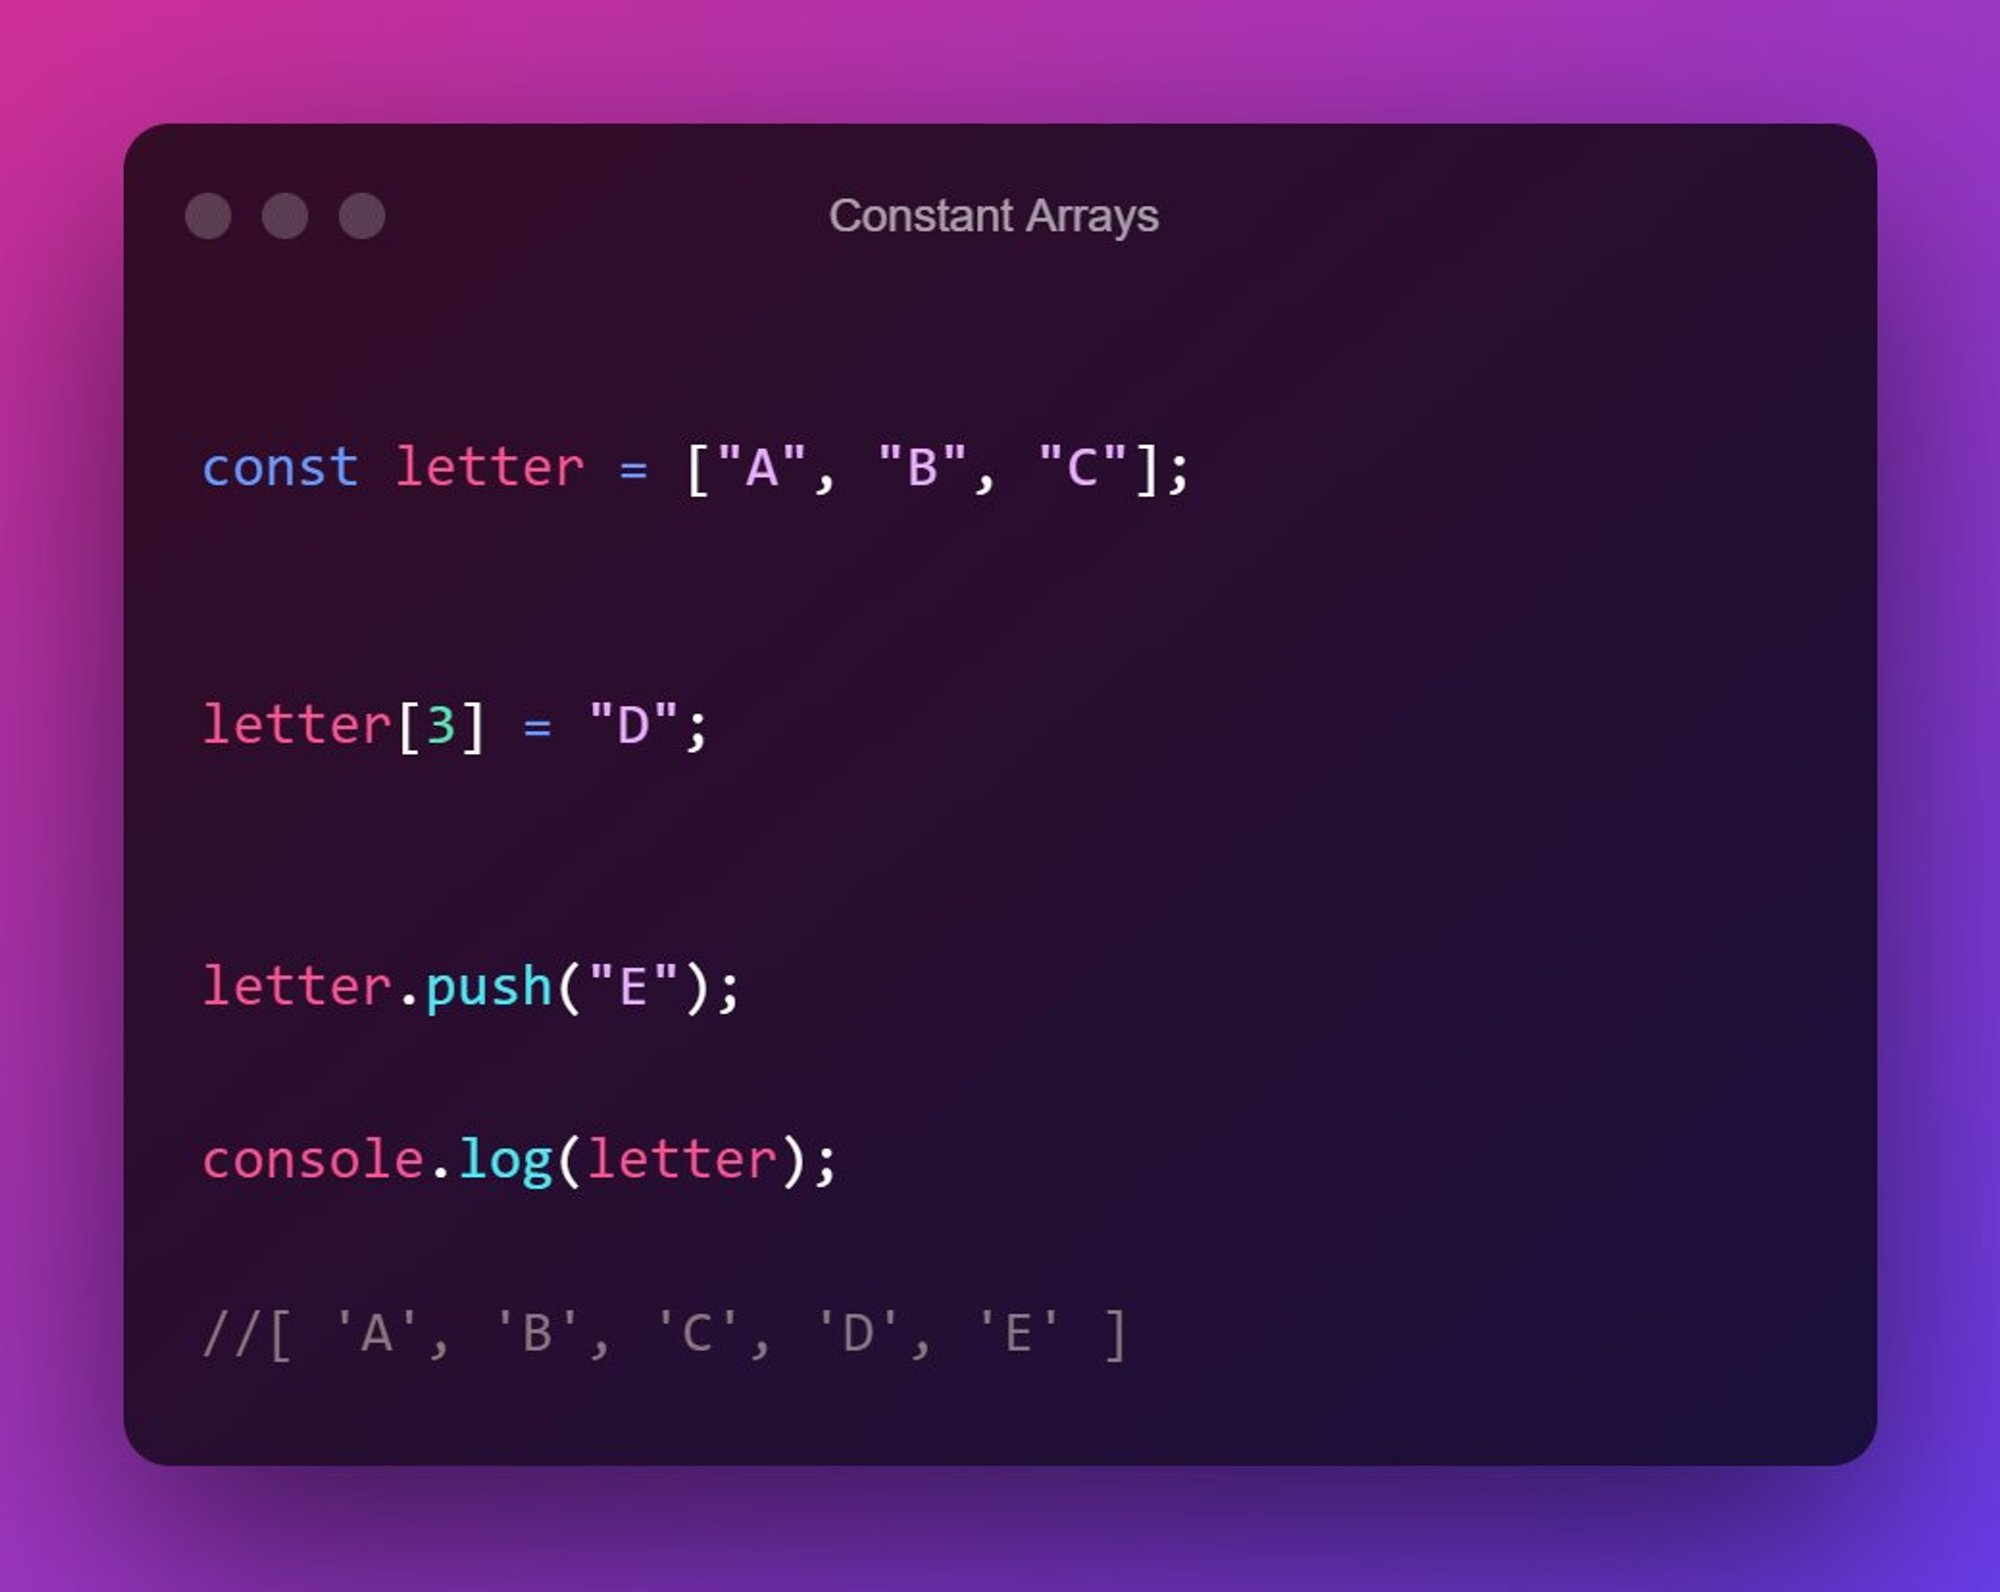 Constant Arrays
const letter = ["A", "B", "C"];
letter[3] = "D";
letter.push("E");
console.log(letter);
//[ 'A', 'B', 'C', 'D', 'E' ]